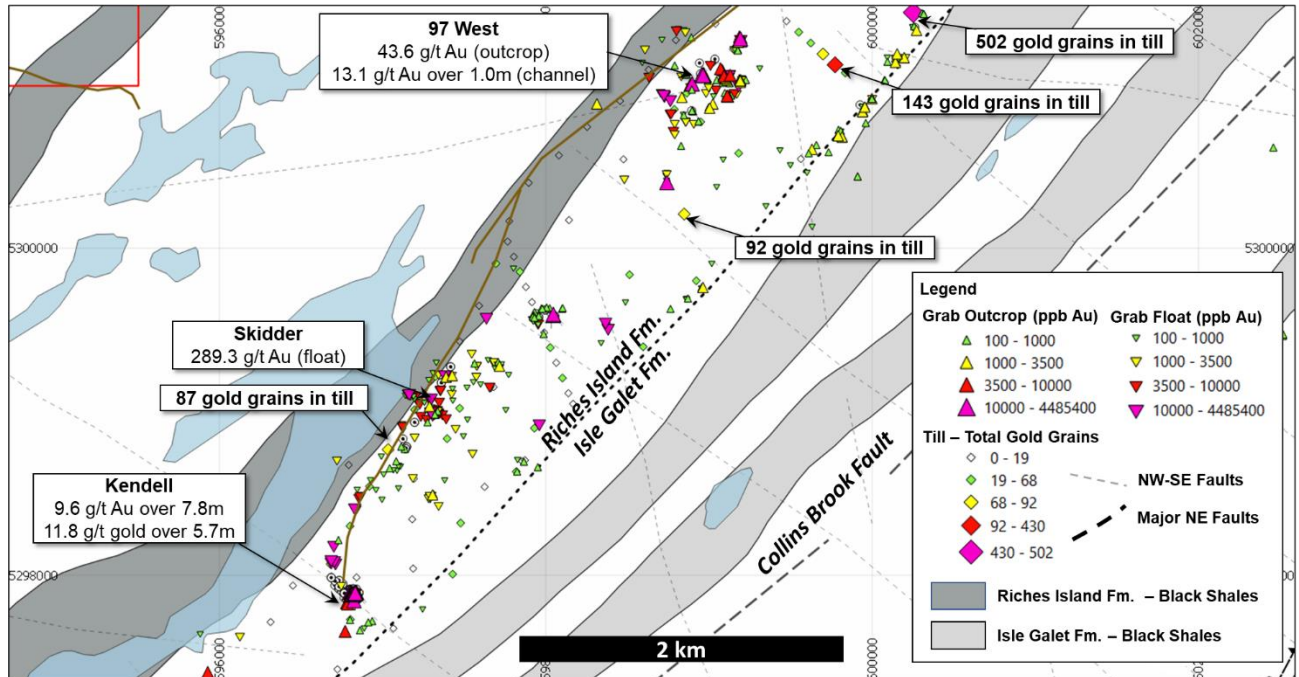 596000
600000
602000
97 West
43.6 g/t Au (outcrop)
13.1 g/t Au over 1.0m (channel)
502 gold grains in till
143 gold grains in till
92 gold grains in till
5300000
5300000
Skidder
289.3 g/t Au (float)
87 gold grains in till
Kendell
9.6 g/t Au over 7.8m
11.8 g/t gold over 5.7m
Riches Island Fm.
Isle Galet Fm.
Collins Brook Fault
5298000
596000
2 km
Legend
Grab Outcrop (ppb Au)
100 - 1000
1000 - 3500
3500 - 10000
10000 - 4485400
Grab Float (ppb Au)
100 - 1000
1000 - 3500
3500 - 10000
10000 - 4485400
Till – Total Gold Grains
0 - 19
19 - 68
68 - 92
92 - 430
430 - 502
NW-SE Faults
Major NE Faults
Riches Island Fm. – Black Shales
Isle Galet Fm. – Black Shales